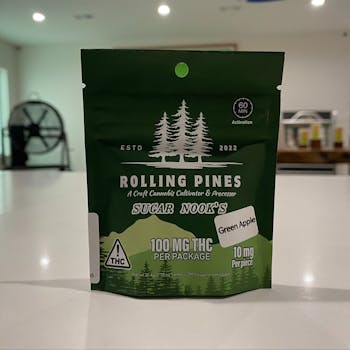 60
MIN
Activation
ESTD 2022
ROLLING PINES
A Craft Cannabis Cultivator & Processor
SUGAR NOOK'S
Green Apple
100 MG THC
PER PACKAGE
10 mg
Per piece
THC